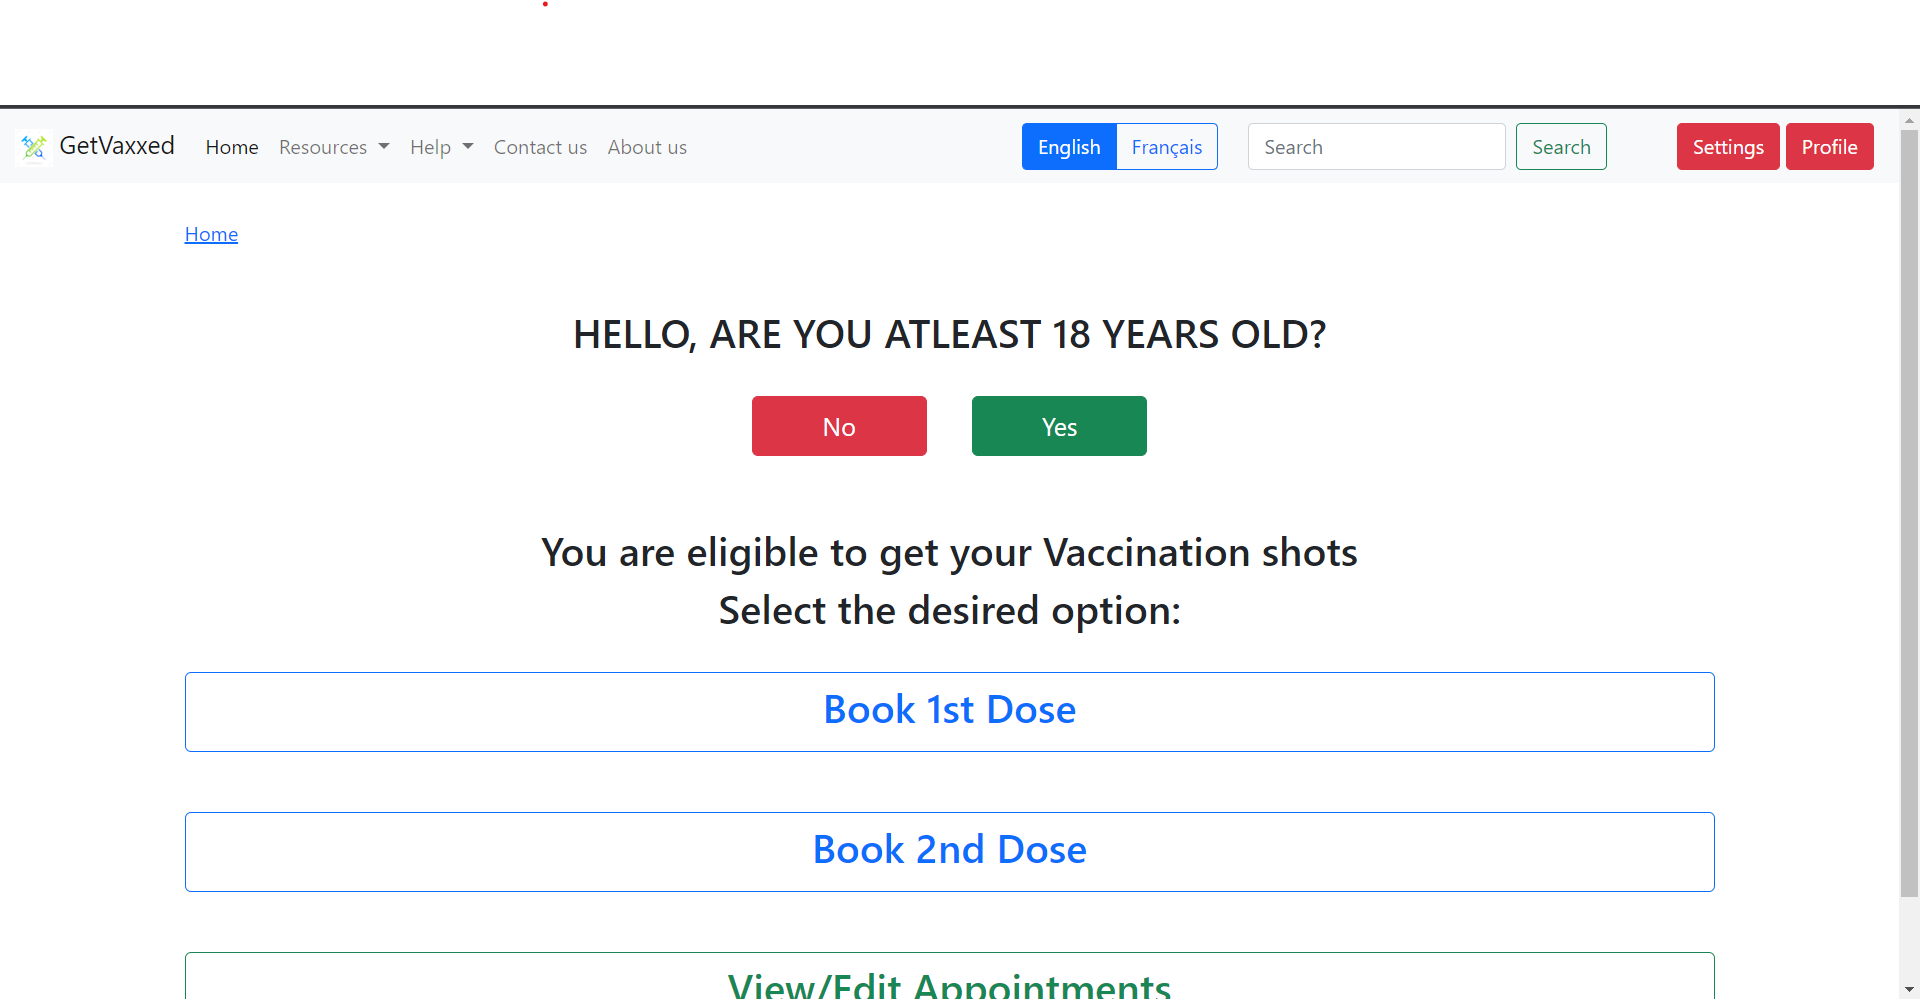 GetVaxxed Home Resources Help Contact us About us English Français Search Search Settings Profile
Home
HELLO, ARE YOU ATLEAST 18 YEARS OLD?
No Yes
You are eligible to get your Vaccination shots
Select the desired option:
Book 1st Dose
Book 2nd Dose
View/Edit Appointments